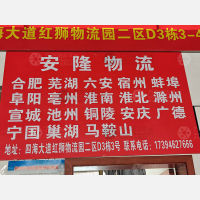 海大道红狮物流园二区D3栋3-4
安隆物流
合肥 芜湖 六安 宿州 蚌埠
阜阳 亳州 淮南 淮北 滁州
宣城 池州 铜陵 安庆 广德
宁国 巢湖 马鞍山
地址：四海大道红狮物流园二区D3栋3号 联系电话：17394627666